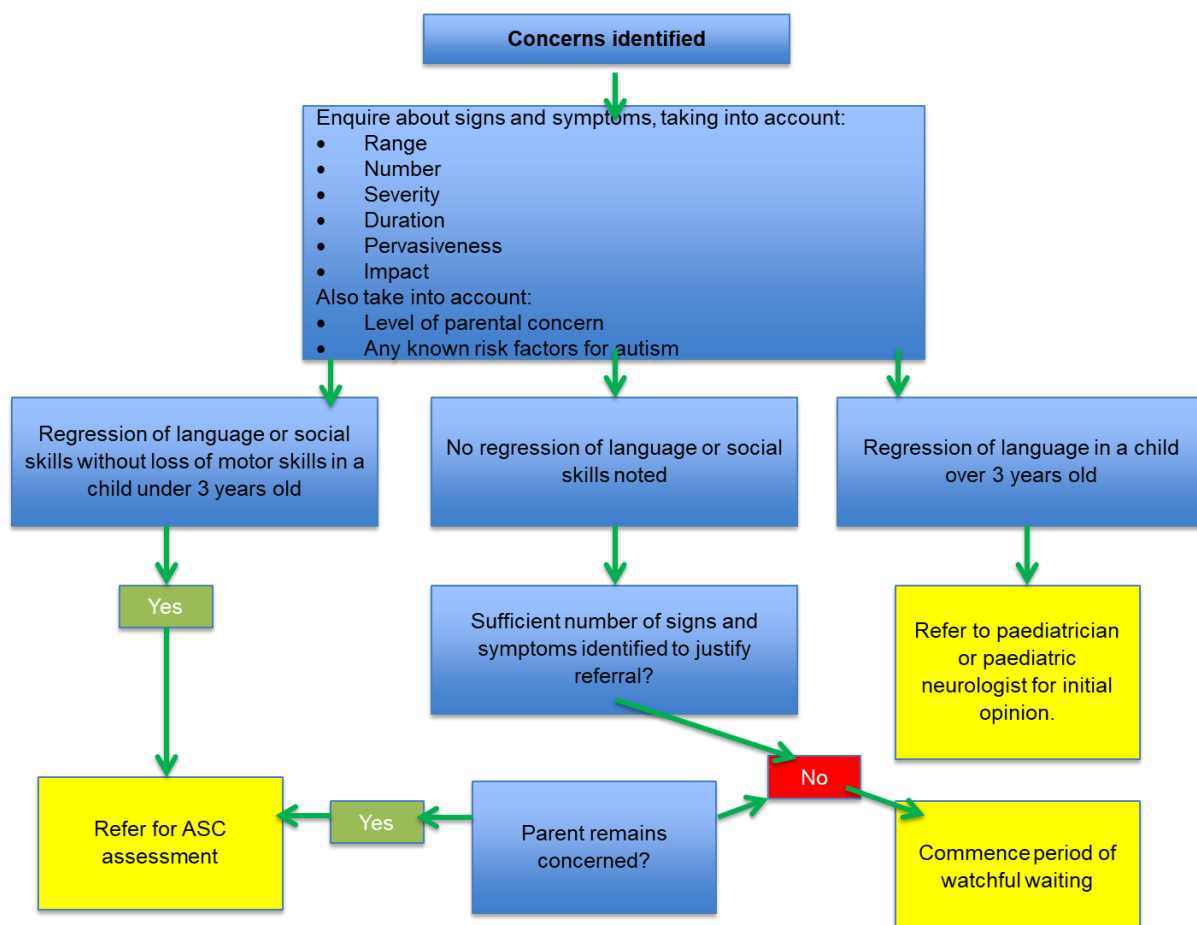 Concerns identified
Enquire about signs and symptoms, taking into account:
• Range
• Number
• Severity
• Duration
• Pervasiveness
• Impact
Also take into account:
• Level of parental concern
• Any known risk factors for autism
Regression of language or social
skills without loss of motor skills in a
child under 3 years old
No regression of language or social
skills noted
Regression of language in a child
over 3 years old
Yes
Sufficient number of signs and
symptoms identified to justify
referral?
Refer to paediatrician
or paediatric
neurologist for initial
opinion.
No
Refer for ASC
assessment
Yes
Parent remains
concerned?
Commence period of
watchful waiting